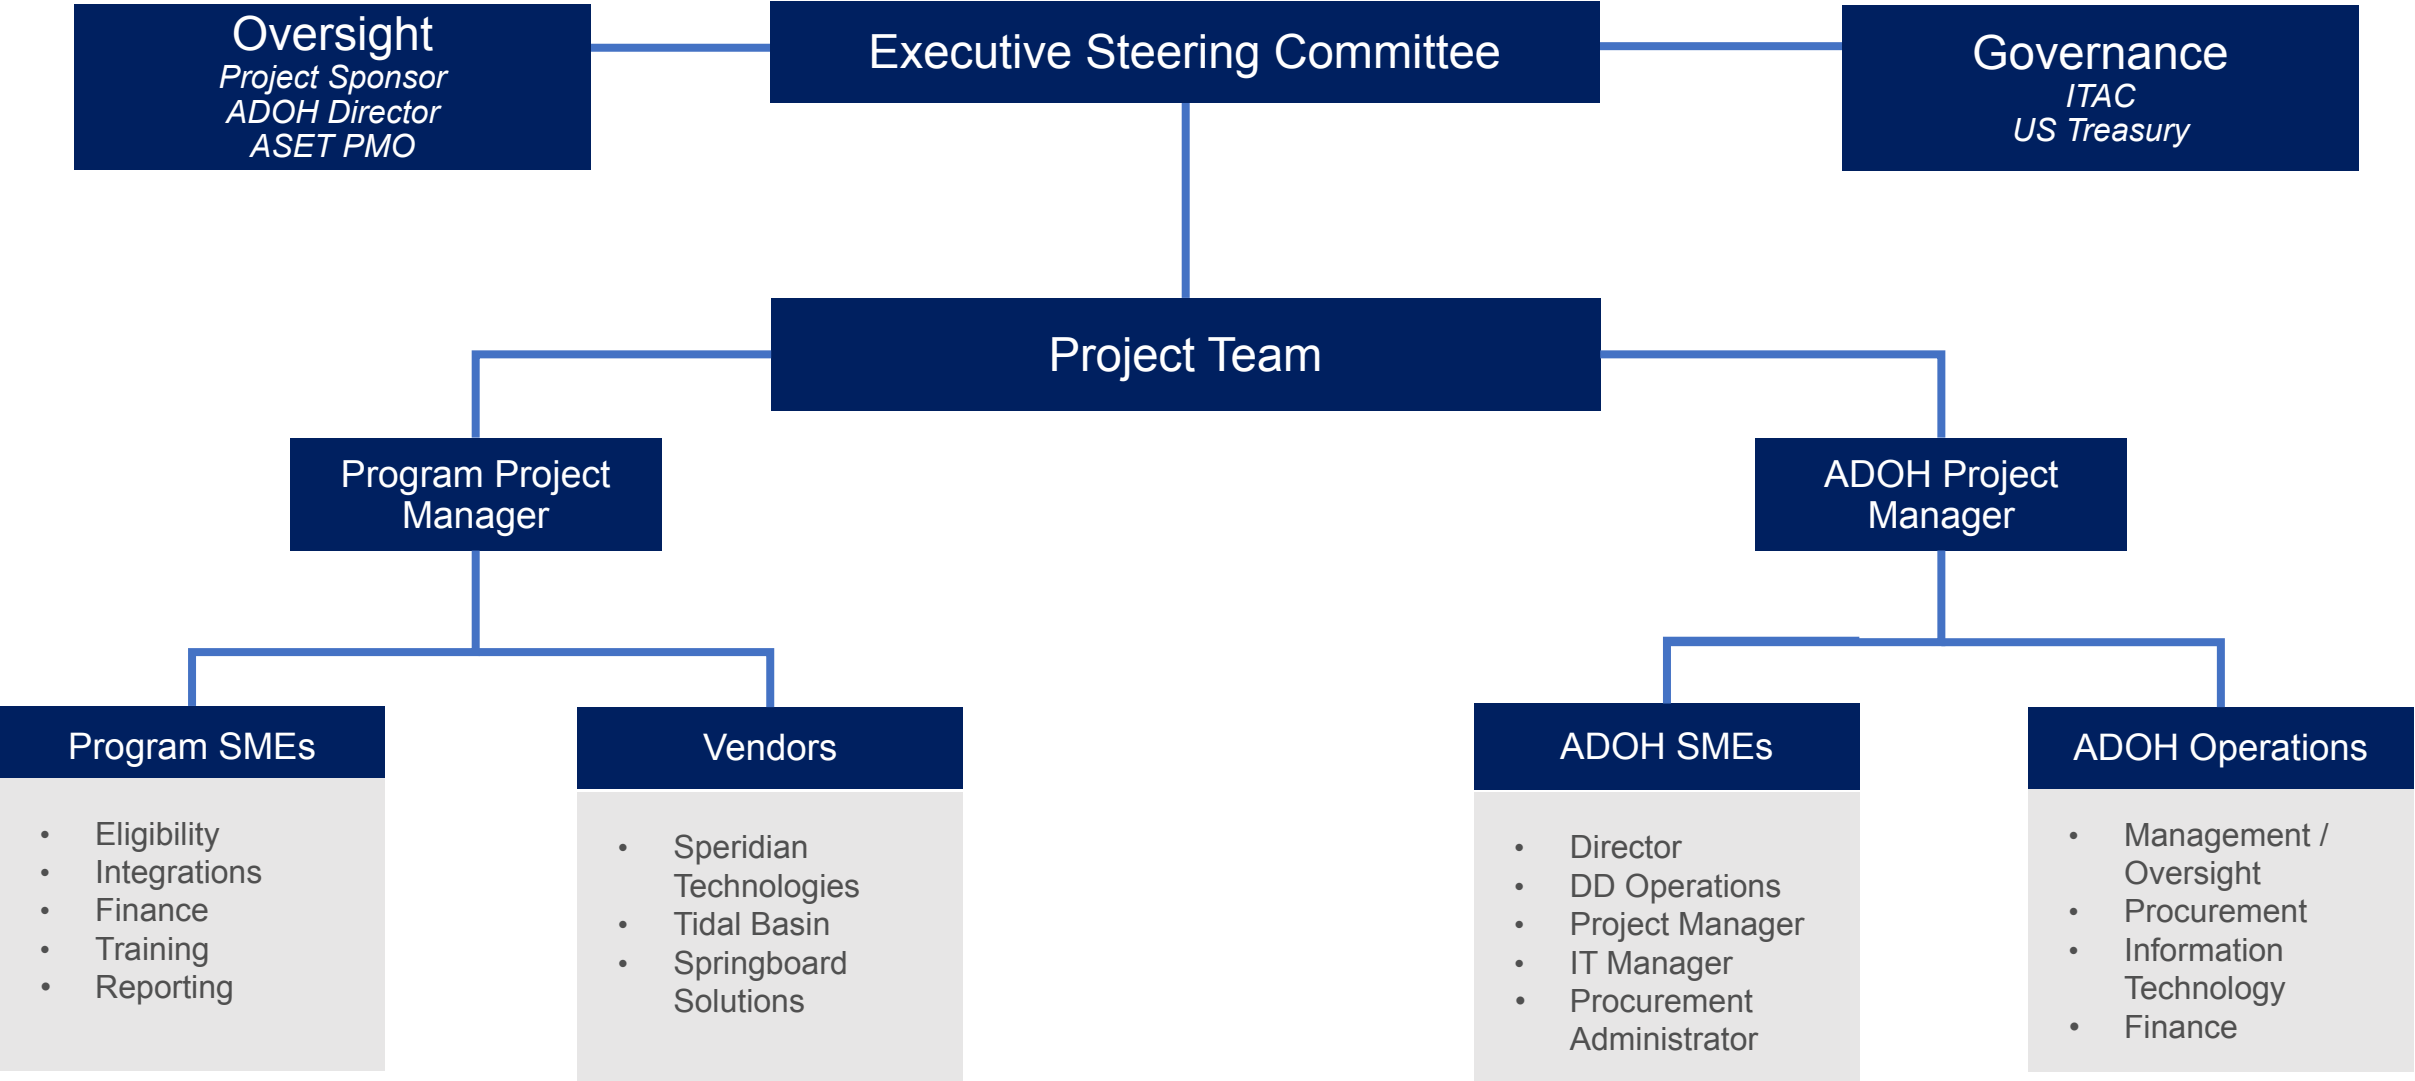 Oversight
Project Sponsor
ADOH Director
ASET PMO
Executive Steering Committee
Governance
ITAC
US Treasury
Project Team
Program Project
Manager
ADOH Project
Manager
Program SMEs
• Eligibility
• Integrations
• Finance
• Training
• Reporting
Vendors
• Speridian
Technologies
• Tidal Basin
• Springboard
Solutions
ADOH SMEs
• Director
• DD Operations
• Project Manager
• IT Manager
• Procurement
Administrator
ADOH Operations
• Management /
Oversight
• Procurement
• Information
Technology
• Finance